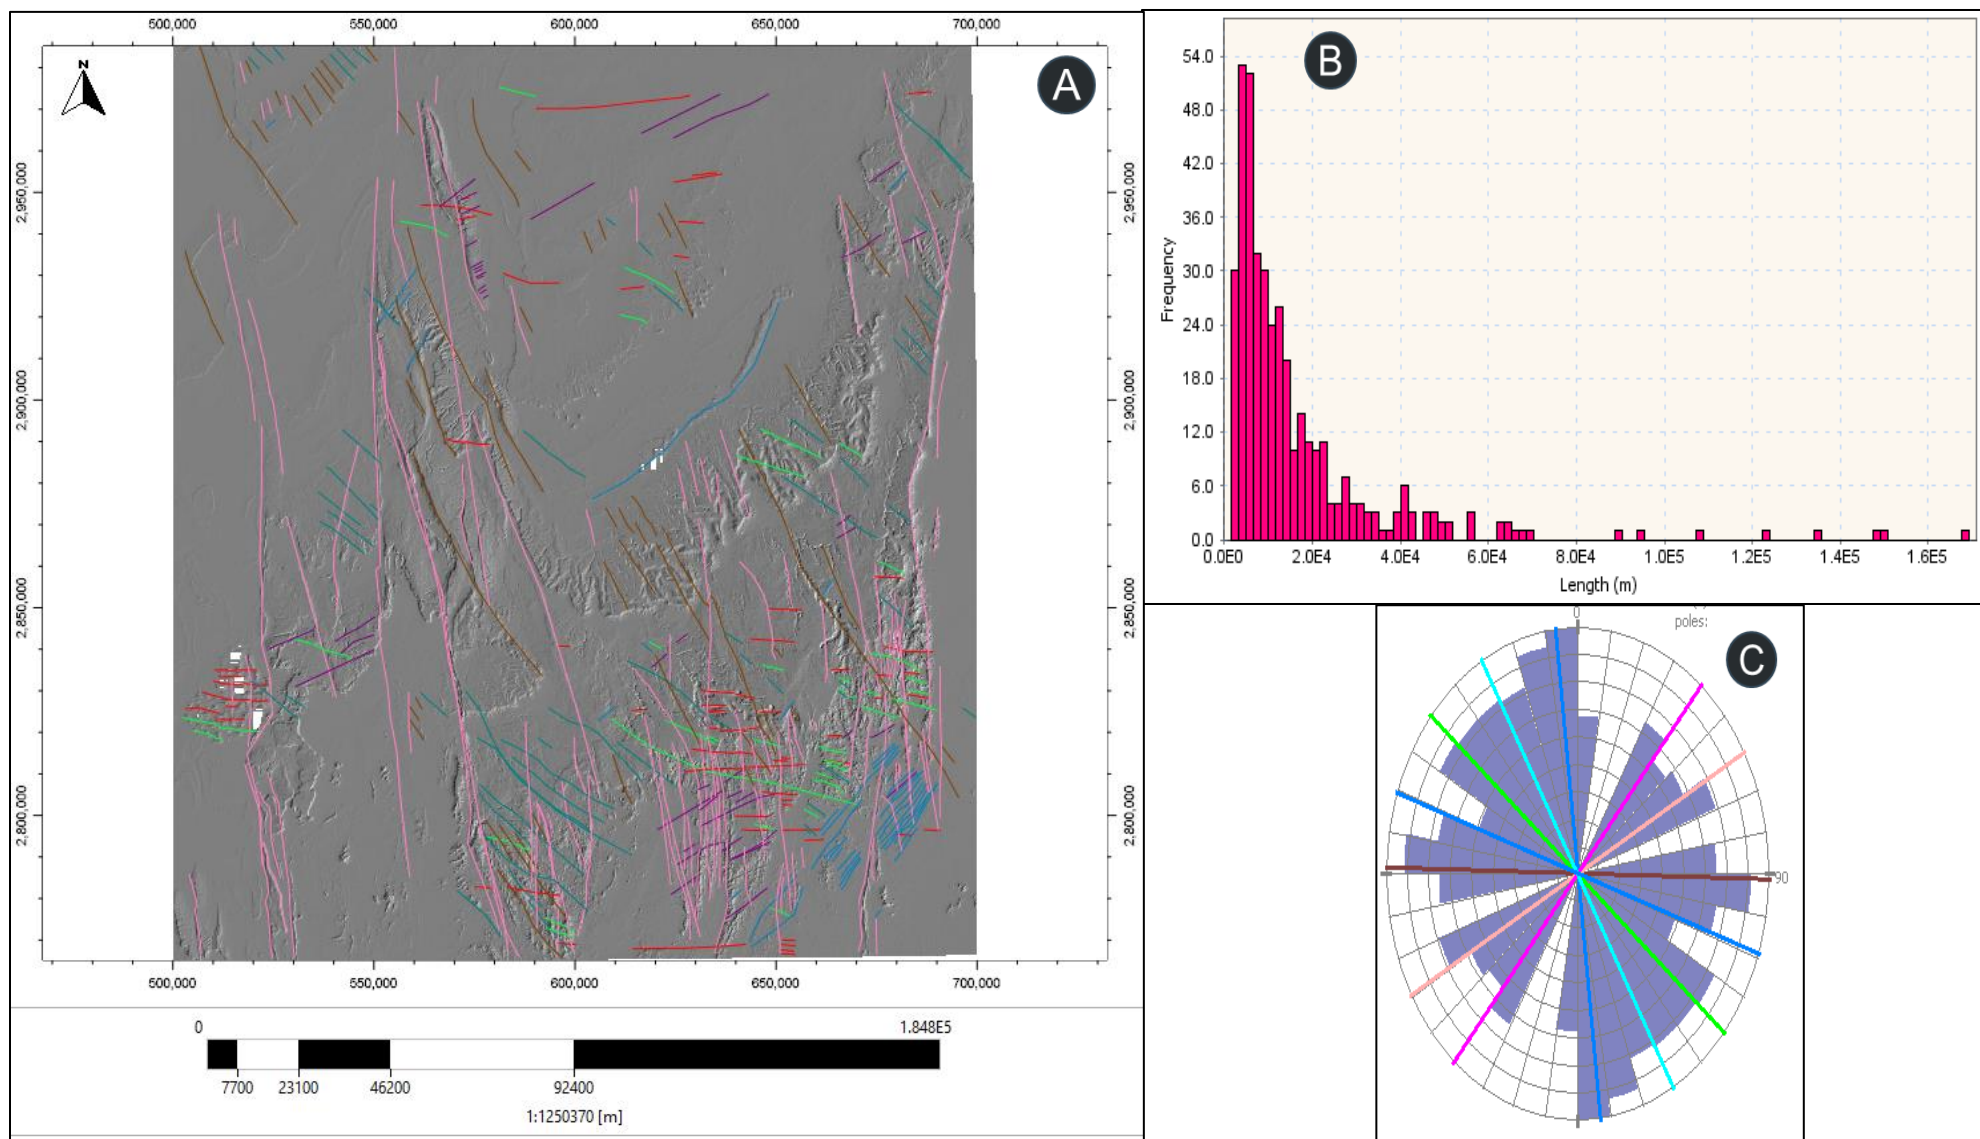 500,000 550,000 600,000 650,000 700,000
N
A
2,950,000 2,950,000
2,900,000 2,900,000
2,850,000 2,850,000
2,800,000 2,800,000
500,000 550,000 600,000 650,000 700,000
0 1.848E5
7700 23100 46200 92400
1:1250370 [m]
B
Frequency
54.0
48.0
42.0
36.0
30.0
24.0
18.0
12.0
6.0
0.0
0.0E0 2.0E4 4.0E4 6.0E4 8.0E4 1.0E5 1.2E5 1.4E5 1.6E5
Length (m)
0
poles:
C
90